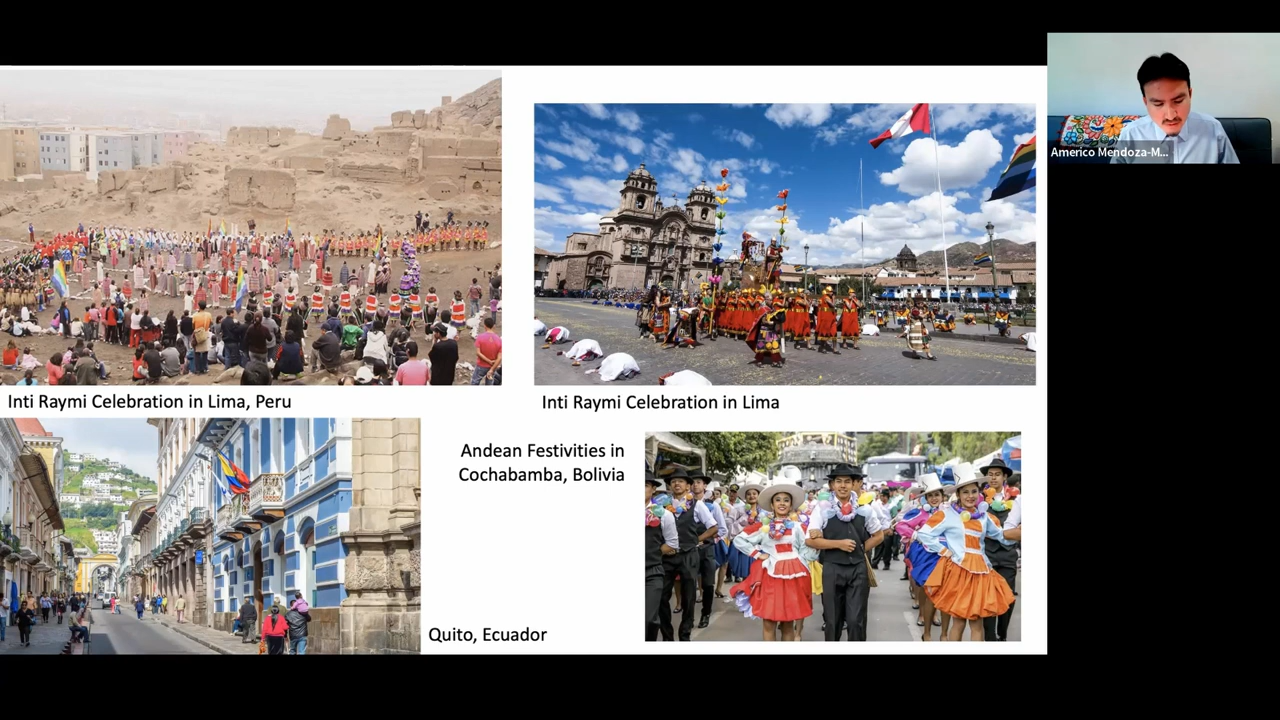 Americo Mendoza-M...
Inti Raymi Celebration in Lima, Peru
Inti Raymi Celebration in Lima
Andean Festivities in
Cochabamba, Bolivia
Quito, Ecuador